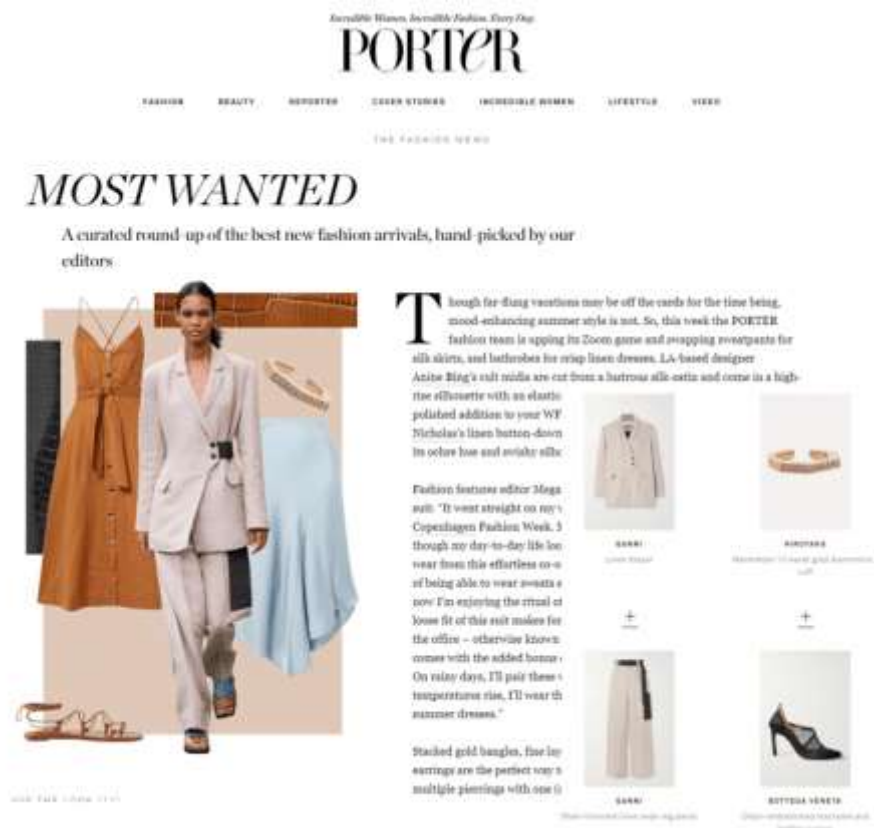 Incredible Women, Incredible Fashion, Every Day.
PORTER
FASHION BEAUTY REPORTER COVER STORIES INCREDIBLE WOMEN LIFESTYLE VIDEO
THE FASHION MEMO
MOST WANTED
A curated round-up of the best new fashion arrivals, hand-picked by our
editors
Though far-flung vacations may be off the cards for the time being,
mood-enhancing summer style is not. So, this week the PORTER
fashion team is upping its Zoom game and swapping sweatpants for
silk skirts, and bathrobes for crisp linen dresses. LA-based designer
Anine Bing's cult midis are cut from a lustrous silk-satin and come in a high-
rise silhouette with an elastic
polished addition to your WF
Nicholas's linen button-down
its ochre hue and swishy silho
Fashion features editor Mega
suit: "It went straight on my
Copenhagen Fashion Week.
though my day-to-day life loo
wear from this effortless co-o
of being able to wear sweats
now I'm enjoying the ritual of
loose fit of this suit makes for
the office – otherwise known
comes with the added bonus
On rainy days, I'll pair these
temperatures rise, I'll wear th
summer dresses."
Stacked gold bangles, fine lay
earrings are the perfect way t
multiple piercings with one
GANNI
Linen blazer
+
+
GANNI
BOTTEGA VENETA